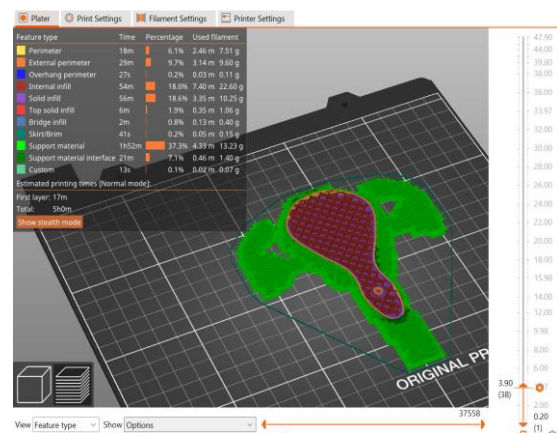 Plater Print Settings Filament Settings Printer Settings
Feature type Time Percentage Used filament
Perimeter 18m 6.1% 2.46 m 7.51 g
External perimeter 29m 9.7% 3.14 m 9.60 g
Overhang perimeter 27s 0.2% 0.03 m 0.11 g
Internal infill 54m 18.0% 7.40 m 22.60 g
Solid infill 56m 18.6% 3.35 m 10.25 g
Top solid infill 6m 1.9% 0.35 m 1.06 g
Bridge infill 2m 0.8% 0.13 m 0.40 g
Skirt/Brim 41s 0.2% 0.05 m 0.15 g
Support material 1h52m 37.3% 4.33 m 13.23 g
Support material interface 21m 7.1% 0.46 m 1.40 g
Custom 13s 0.1% 0.02 m 0.07 g
Estimated printing times [Normal mode]:
First layer: 17m
Total: 5h0m
Show stealth mode
ORIGINAL PR
47.90
44.00
38.00
36.00
32.00
30.00
28.00
26.00
24.00
22.00
20.00
18.00
16.00
14.00
12.00
9.98
8.00
6.00
3.90
(38)
2.00
0.20
(1)
37558
View Feature type Show Options